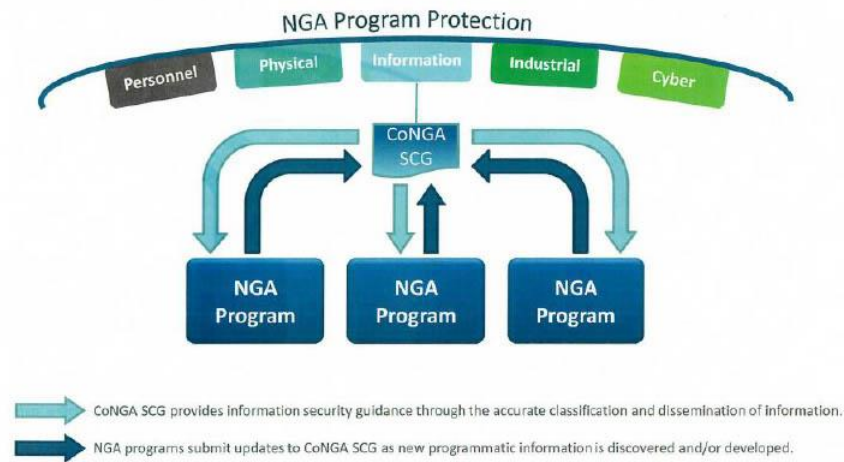 NGA Program Protection
Personnel
Physical
Information
Industrial
Cyber
CoNGA
SCG
NGA
Program
NGA
Program
NGA
Program
CoNGA SCG provides information security guidance through the accurate classification and dissemination of information.
NGA programs submit updates to CoNGA SCG as new programmatic information is discovered and/or developed.